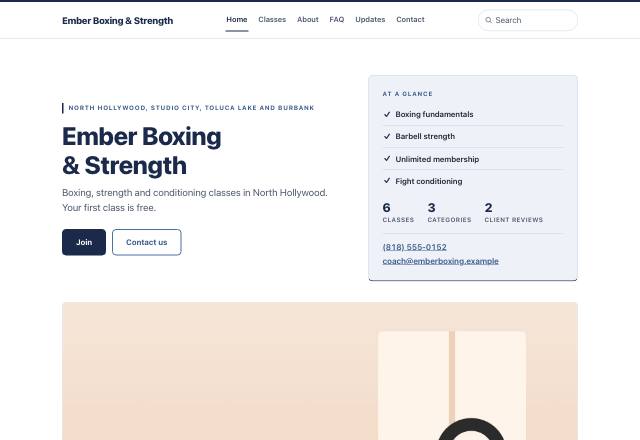 Ember Boxing & Strength
Home Classes About FAQ Updates Contact
Search
NORTH HOLLYWOOD, STUDIO CITY, TOLUCA LAKE AND BURBANK
Ember Boxing
& Strength
Boxing, strength and conditioning classes in North Hollywood.
Your first class is free.
Join
Contact us
AT A GLANCE
Boxing fundamentals
Barbell strength
Unlimited membership
Fight conditioning
6 3 2
CLASSES CATEGORIES CLIENT REVIEWS
(818) 555-0152
coach@emberboxing.example